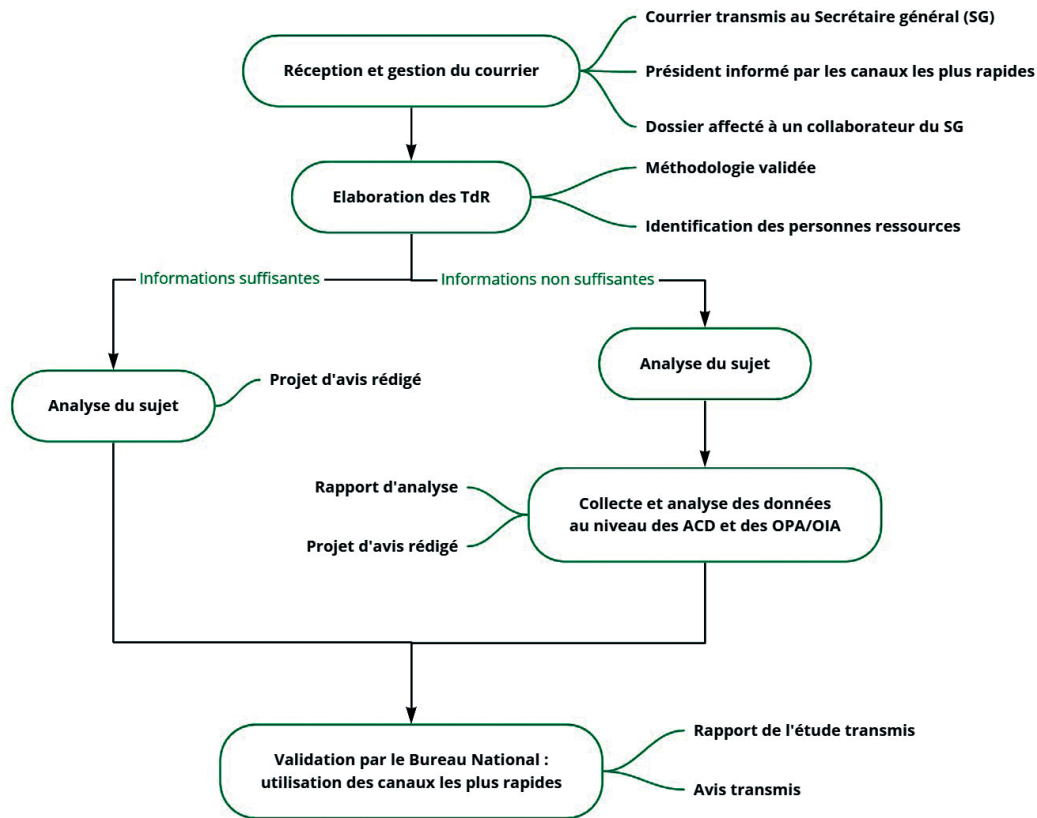 Courrier transmis au Secrétaire général (SG)
Réception et gestion du courrier
Président informé par les canaux les plus rapides
Dossier affecté à un collaborateur du SG
Méthodologie validée
Elaboration des TdR
Identification des personnes ressources
Informations suffisantes
Informations non suffisantes
Analyse du sujet
Projet d'avis rédigé
Analyse du sujet
Rapport d'analyse
Collecte et analyse des données
au niveau des ACD et des OPA/OIA
Projet d'avis rédigé
Validation par le Bureau National :
utilisation des canaux les plus rapides
Rapport de l'étude transmis
Avis transmis